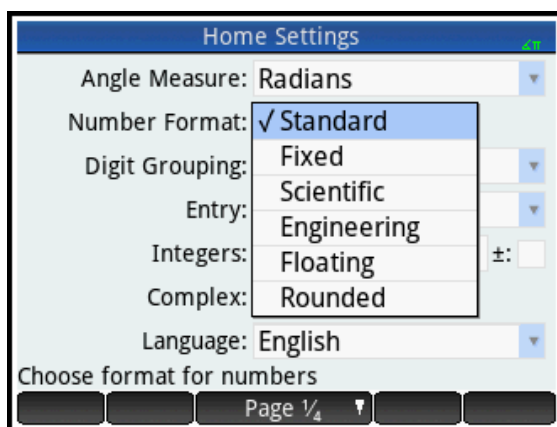 Home Settings
∡π
Angle Measure: Radians
Number Format: ✓ Standard
Fixed
Digit Grouping:
Scientific
Entry:
Engineering
Integers:
Floating
±:
Complex:
Rounded
Language: English
Choose format for numbers
Page ¼